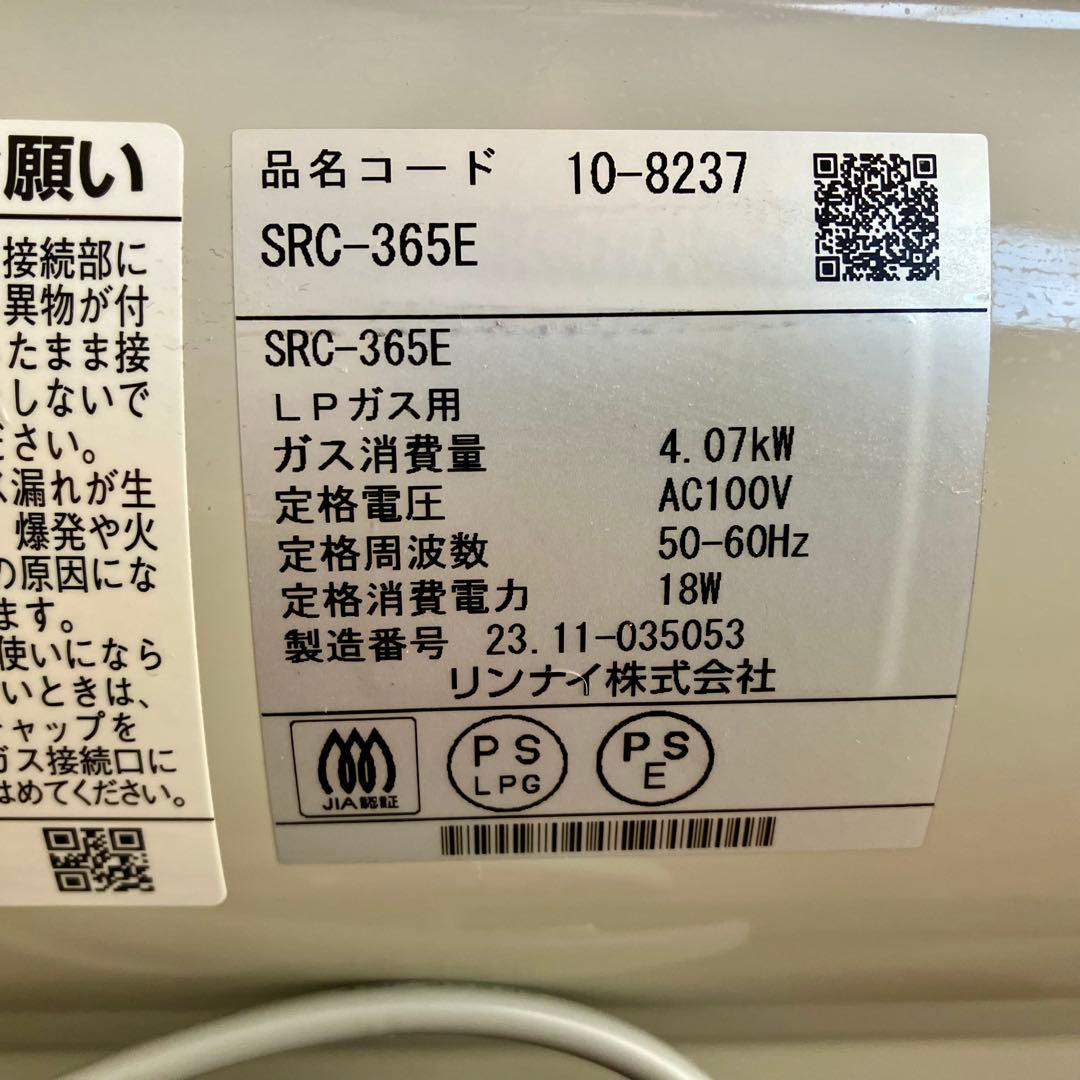 願い
接続部に
異物が付
たまま接
しないで
ださい。
漏れが生
爆発や火
の原因にな
ます。
使いになら
いときは、
ャップを
ガス接続口に
はめてください。
品名コード 10-8237
SRC-365E
SRC-365E
LPガス用
ガス消費量 4.07kW
定格電圧 AC100V
定格周波数 50-60Hz
定格消費電力 18W
製造番号 23.11-035053
リンナイ株式会社
JIA認証
PS LPG
PS E